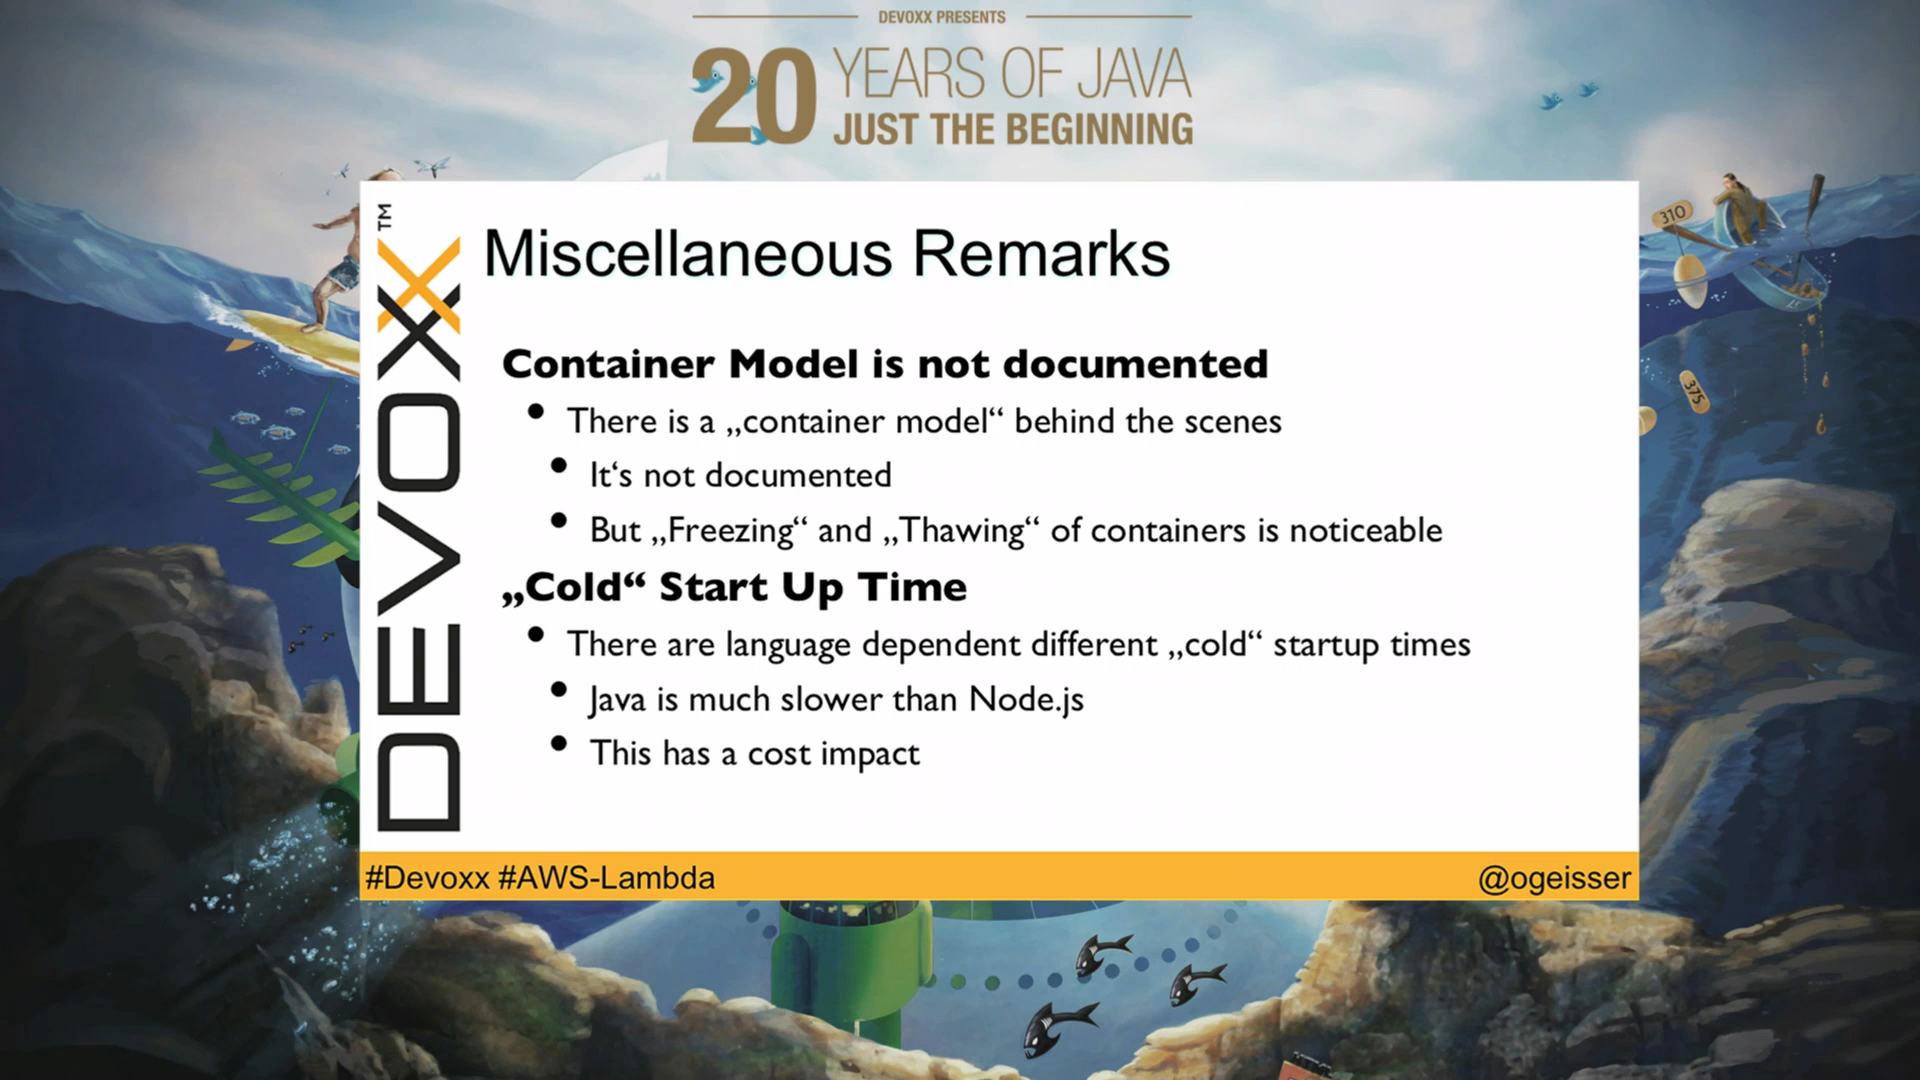 DEVOXX PRESENTS
20 YEARS OF JAVA
JUST THE BEGINNING
DEVOXX™
Miscellaneous Remarks
Container Model is not documented
• There is a „container model“ behind the scenes
• It‘s not documented
• But „Freezing“ and „Thawing“ of containers is noticeable
„Cold“ Start Up Time
• There are language dependent different „cold“ startup times
• Java is much slower than Node.js
• This has a cost impact
#Devoxx #AWS-Lambda
@ogeisser
310
375